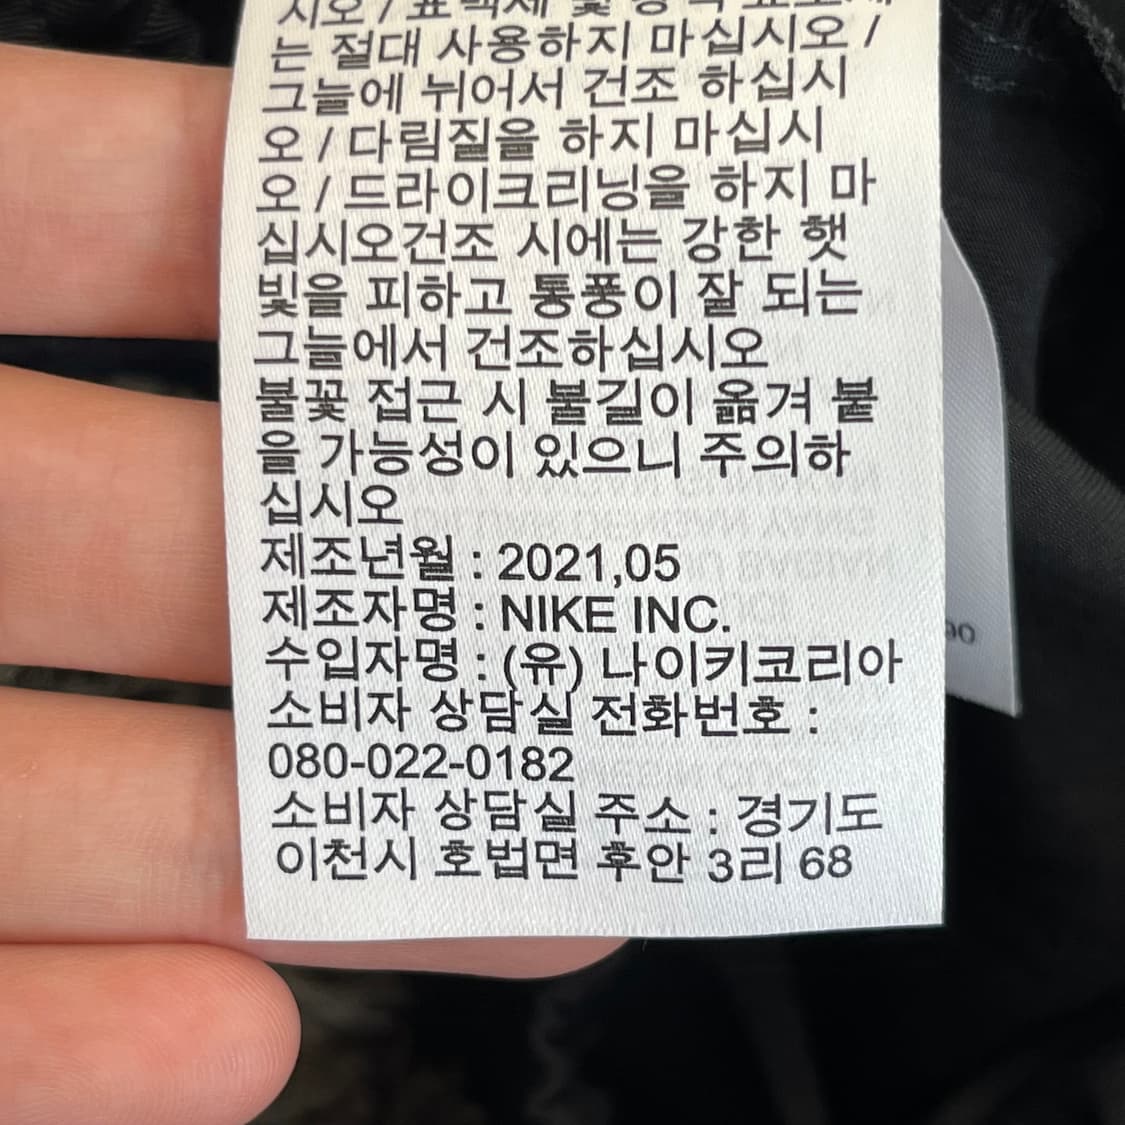 는 절대 사용하지 마십시오 /
그늘에 뉘어서 건조 하십시
오 / 다림질을 하지 마십시
오 / 드라이크리닝을 하지 마
십시오건조 시에는 강한 햇
빛을 피하고 통풍이 잘 되는
그늘에서 건조하십시오
불꽃 접근 시 불길이 옮겨 붙
을 가능성이 있으니 주의하
십시오
제조년월 : 2021,05
제조자명 : NIKE INC.
수입자명 : (유) 나이키코리아
소비자 상담실 전화번호 :
080-022-0182
소비자 상담실 주소 : 경기도
이천시 호법면 후안 3리 68